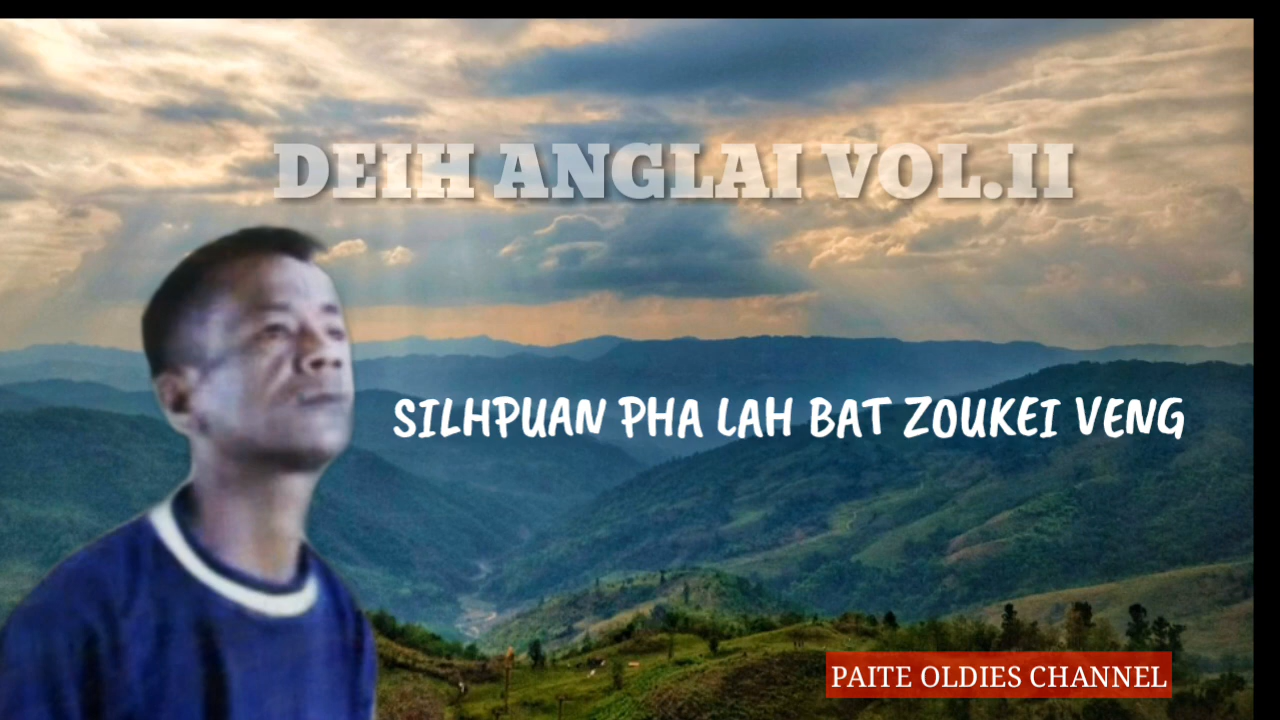 DEIH ANGLAI VOL.II
SILHPUAN PHA LAH BAT ZOUKEI VENG
PAITE OLDIES CHANNEL